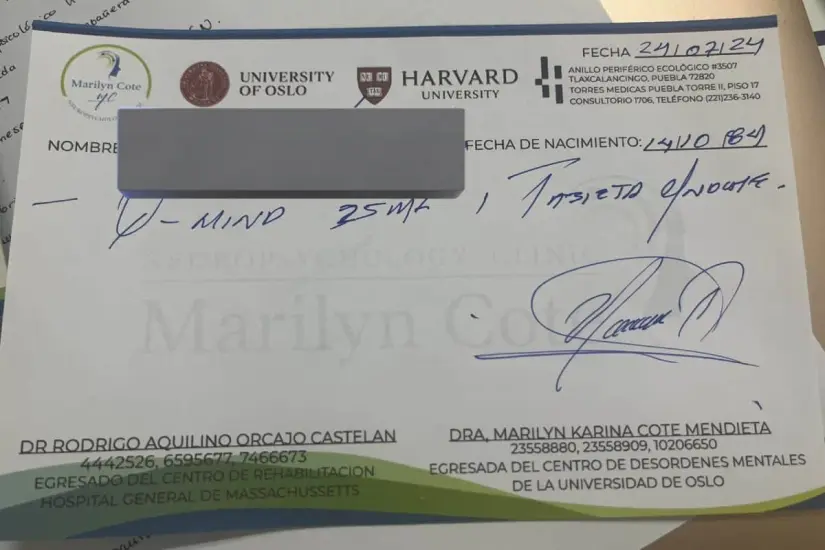 Marilyn Cote
UNIVERSITY
OF OSLO
HARVARD
UNIVERSITY
FECHA 24/07/24
ANILLO PERIFÉRICO ECOLÓGICO #3507
TLAXCALANCINGO, PUEBLA 72820
TORRES MEDICAS PUEBLA TORRE II, PISO 17
CONSULTORIO 1706, TELÉFONO (221)236-3140
NOMBRE
FECHA DE NACIMIENTO: 14/10/84
MIND 25 1 TABLETA
Marilyn Cote
DR RODRIGO AQUILINO ORCAJO CASTELAN
4442526, 6595677, 7466673
EGRESADO DEL CENTRO DE REHABILITACION
HOSPITAL GENERAL DE MASSACHUSSETTS
DRA, MARILYN KARINA COTE MENDIETA
23558880, 23558909, 10206650
EGRESADA DEL CENTRO DE DESORDENES MENTALES
DE LA UNIVERSIDAD DE OSLO